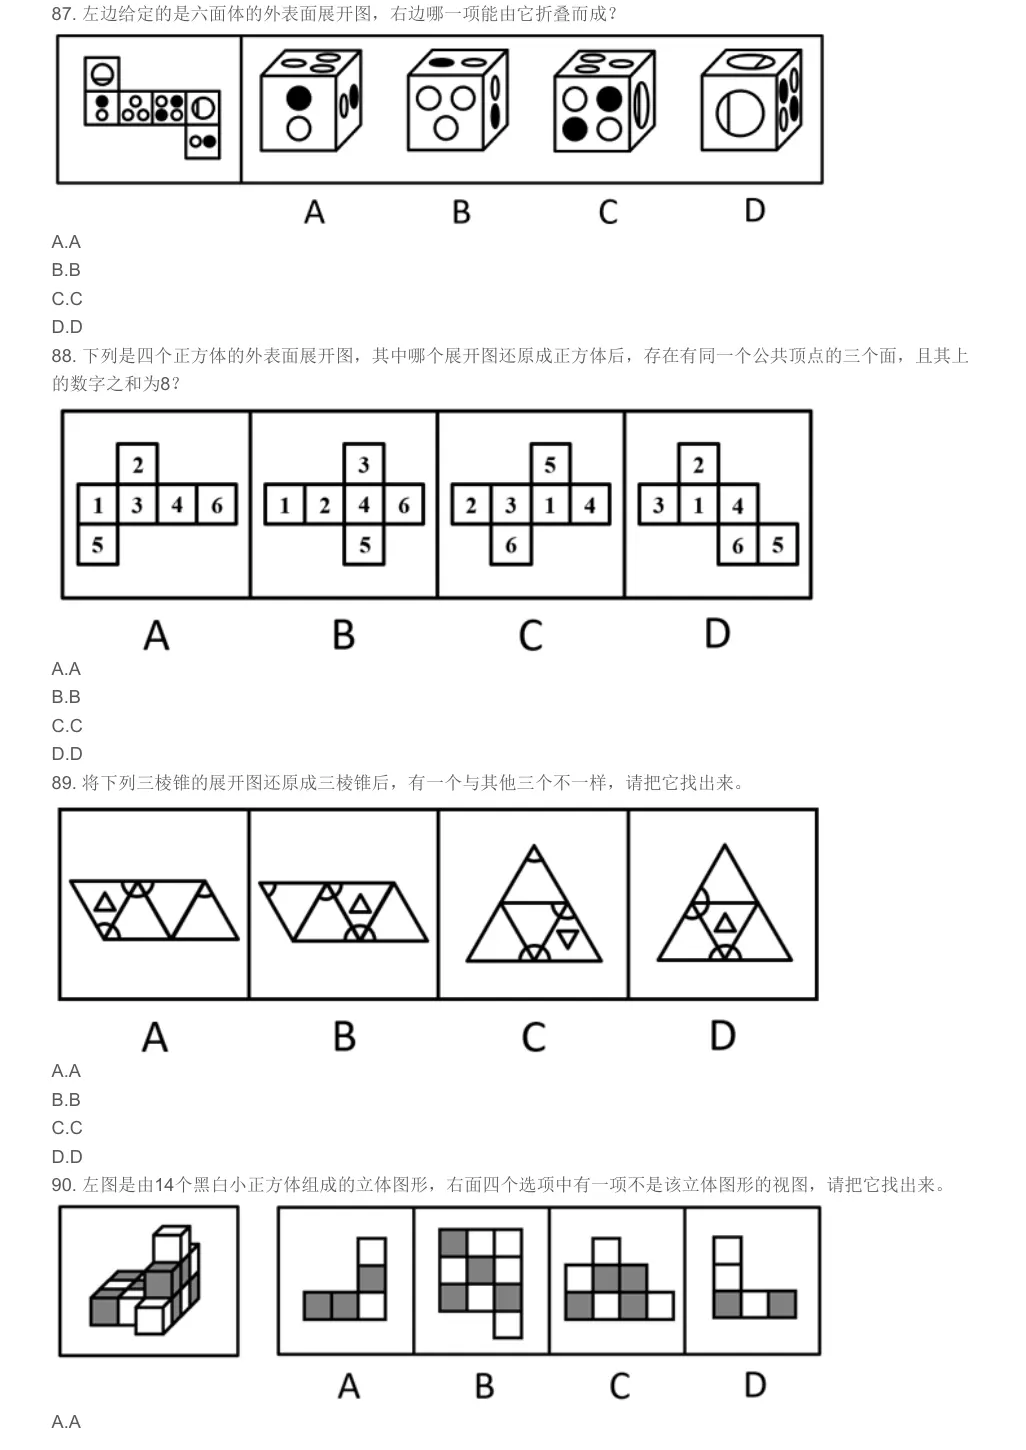 87. 左边给定的是六面体的外表面展开图，右边哪一项能由它折叠而成？
A B C D
A.A
B.B
C.C
D.D
88. 下列是四个正方体的外表面展开图，其中哪个展开图还原成正方体后，存在有同一个公共顶点的三个面，且其上
的数字之和为8？
2 3 5 2
1 3 4 6 1 2 4 6 2 3 1 4 3 1 4
5 5 6 6 5
A B C D
A.A
B.B
C.C
D.D
89. 将下列三棱锥的展开图还原成三棱锥后，有一个与其他三个不一样，请把它找出来。
A B C D
A.A
B.B
C.C
D.D
90. 左图是由14个黑白小正方体组成的立体图形，右面四个选项中有一项不是该立体图形的视图，请把它找出来。
A B C D
A.A